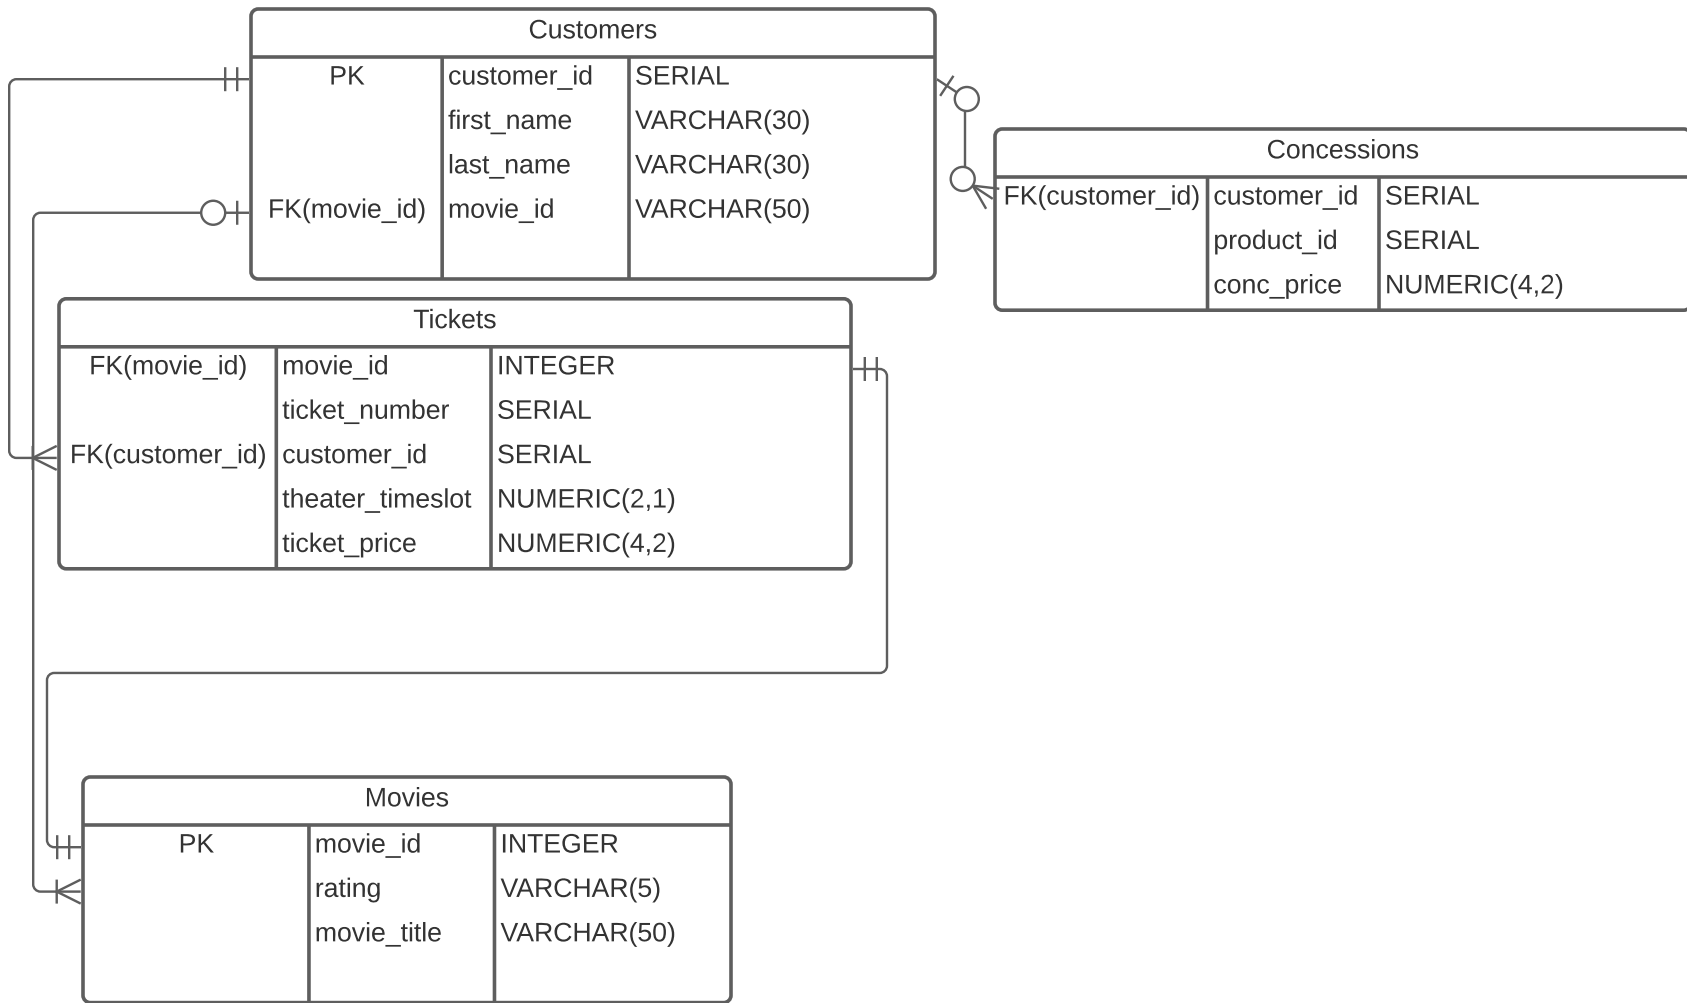 Customers
PK customer_id SERIAL
first_name VARCHAR(30)
last_name VARCHAR(30)
FK(movie_id) movie_id VARCHAR(50)
Concessions
FK(customer_id) customer_id SERIAL
product_id SERIAL
conc_price NUMERIC(4,2)
Tickets
FK(movie_id) movie_id INTEGER
ticket_number SERIAL
FK(customer_id) customer_id SERIAL
theater_timeslot NUMERIC(2,1)
ticket_price NUMERIC(4,2)
Movies
PK movie_id INTEGER
rating VARCHAR(5)
movie_title VARCHAR(50)